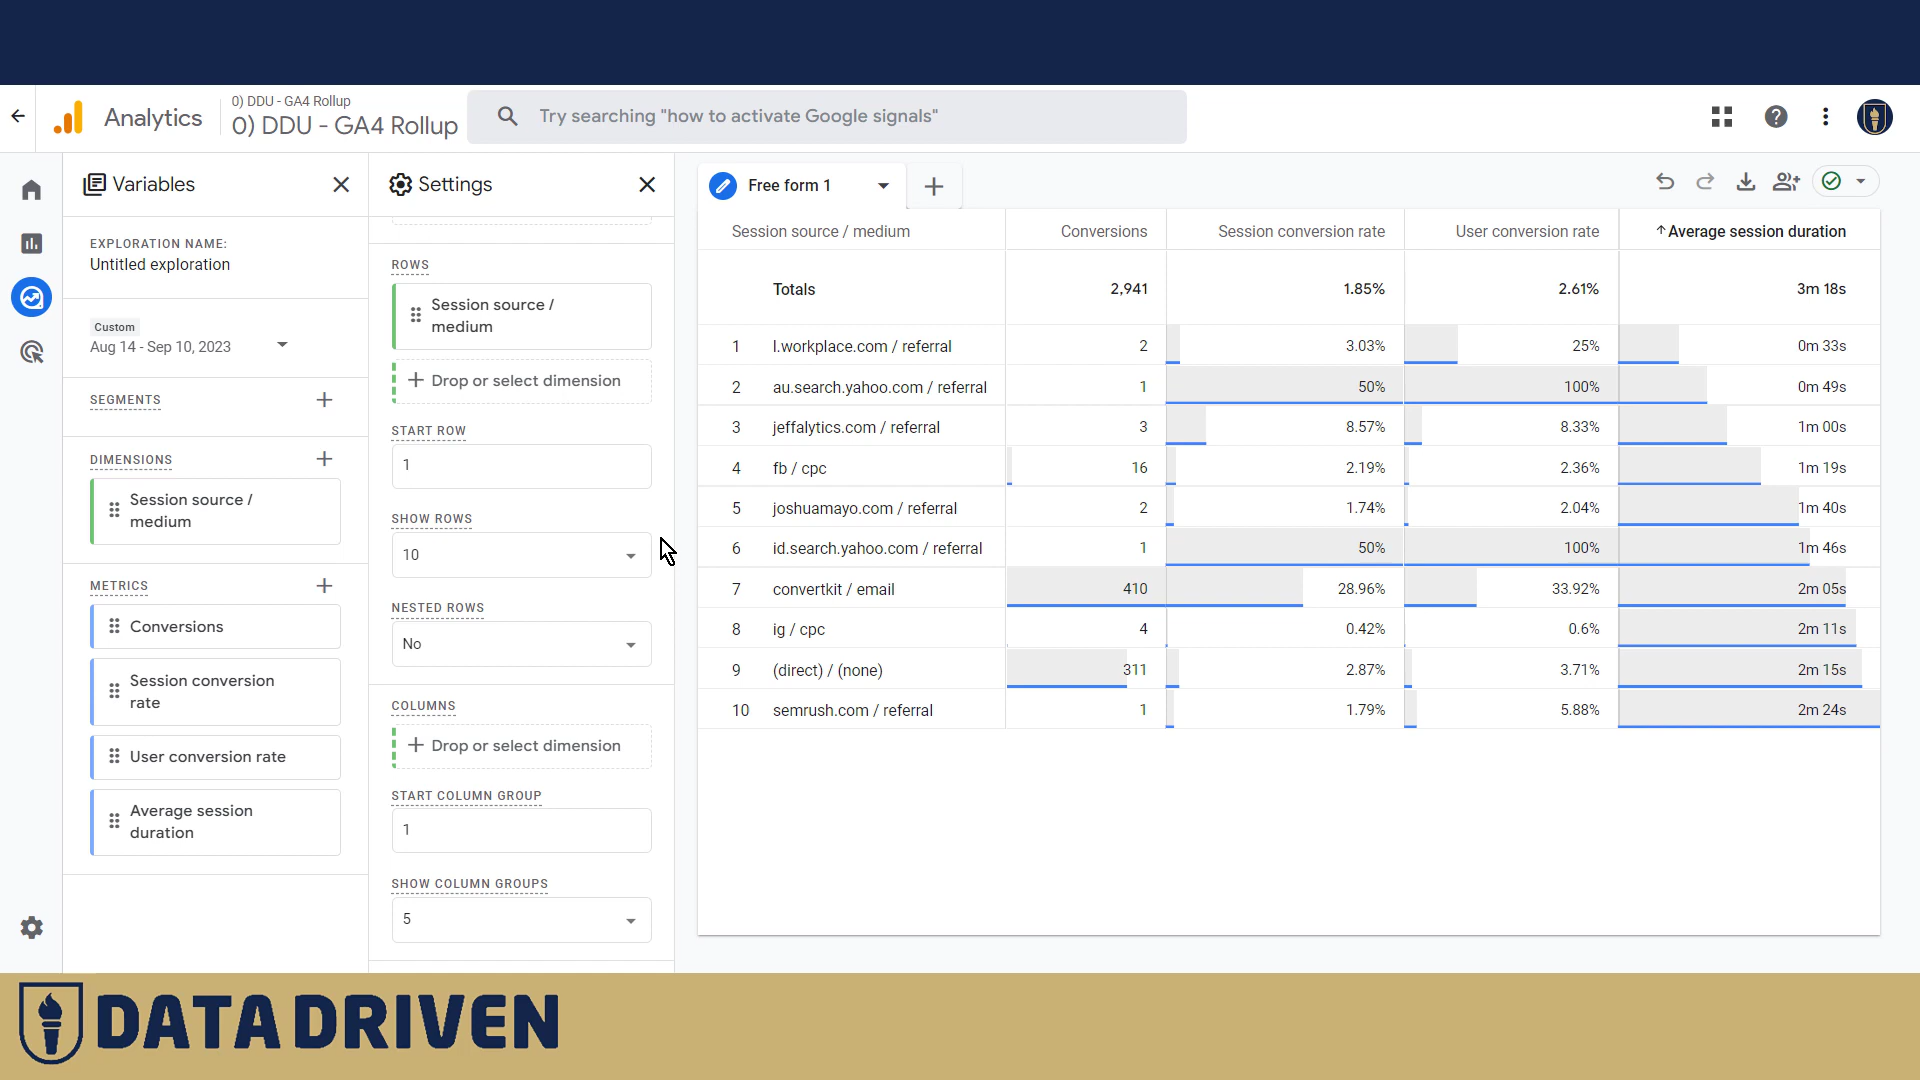 Analytics
0) DDU - GA4 Rollup
0) DDU - GA4 Rollup
Try searching "how to activate Google signals"
Variables
EXPLORATION NAME:
Untitled exploration
Custom
Aug 14 - Sep 10, 2023
SEGMENTS
DIMENSIONS
Session source /
medium
METRICS
Conversions
Session conversion
rate
User conversion rate
Average session
duration
Settings
ROWS
Session source /
medium
Drop or select dimension
START ROW
1
SHOW ROWS
10
NESTED ROWS
No
COLUMNS
Drop or select dimension
START COLUMN GROUP
1
SHOW COLUMN GROUPS
5
Free form 1
Session source / medium Conversions Session conversion rate User conversion rate ↑Average session duration
Totals 2,941 1.85% 2.61% 3m 18s
1 l.workplace.com / referral 2 3.03% 25% 0m 33s
2 au.search.yahoo.com / referral 1 50% 100% 0m 49s
3 jeffalytics.com / referral 3 8.57% 8.33% 1m 00s
4 fb / cpc 16 2.19% 2.36% 1m 19s
5 joshuamayo.com / referral 2 1.74% 2.04% 1m 40s
6 id.search.yahoo.com / referral 1 50% 100% 1m 46s
7 convertkit / email 410 28.96% 33.92% 2m 05s
8 ig / cpc 4 0.42% 0.6% 2m 11s
9 (direct) / (none) 311 2.87% 3.71% 2m 15s
10 semrush.com / referral 1 1.79% 5.88% 2m 24s
DATA DRIVEN